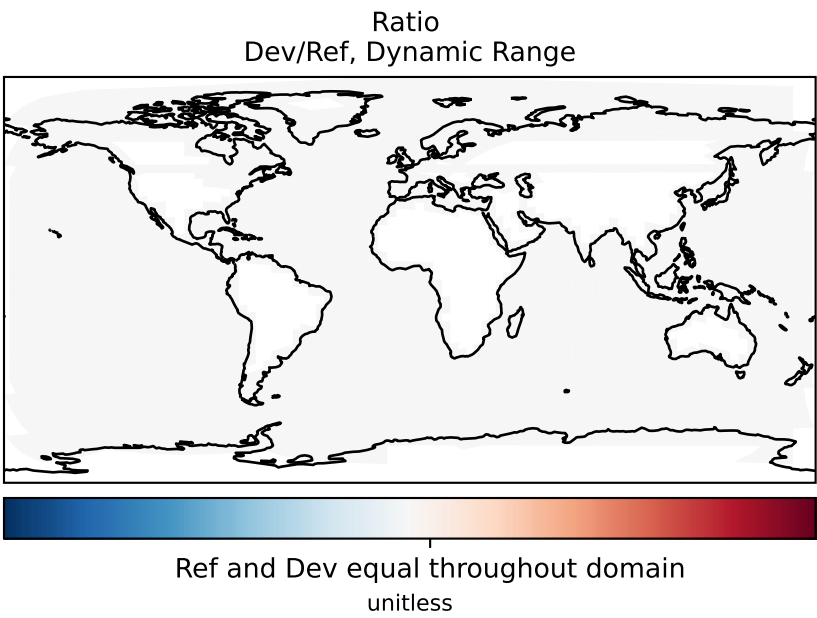 Ratio
Dev/Ref, Dynamic Range
Ref and Dev equal throughout domain
unitless